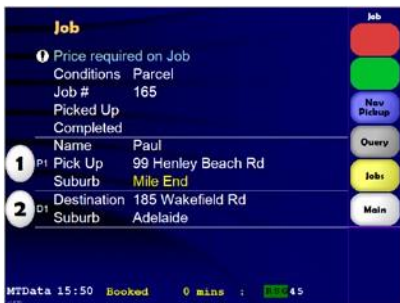 Job
Price required on Job
Conditions Parcel
Job # 165
Picked Up
Completed
Name Paul
1 P1 Pick Up 99 Henley Beach Rd
Suburb Mile End
2 D1 Destination 185 Wakefield Rd
Suburb Adelaide
MTData 15:50 Booked 0 mins : 45
Job
Nav Pickup
Query
Jobs
Main